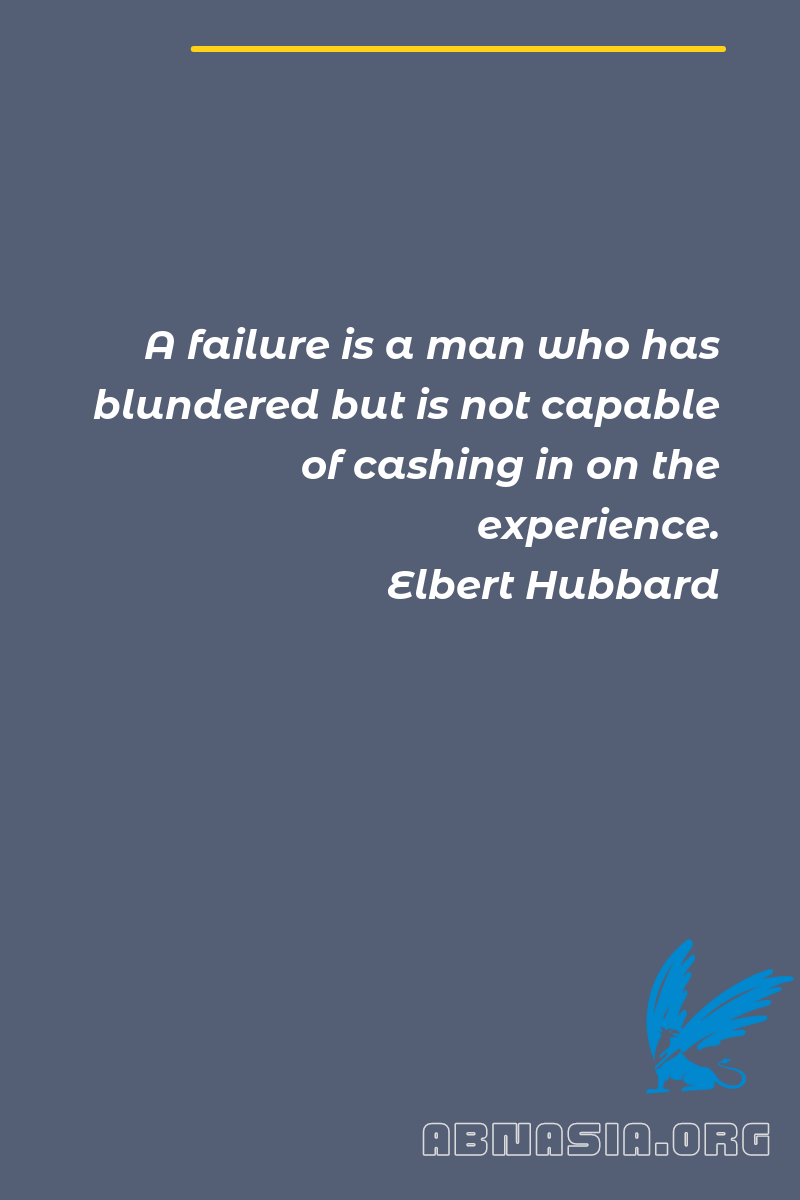 A failure is a man who has
blundered but is not capable
of cashing in on the
experience.
Elbert Hubbard
ABNASIA.ORG